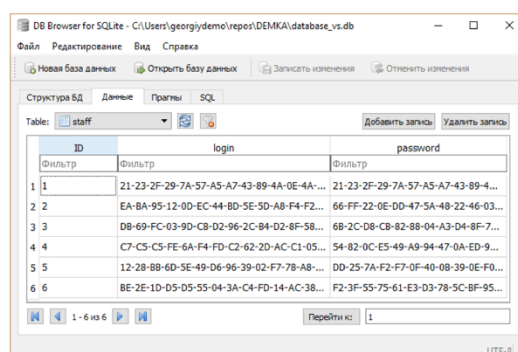 DB Browser for SQLite - C:\Users\georgiydemo\repos\DEMKA\database_vs.db
Файл Редактирование Вид Справка
Новая база данных Открыть базу данных Записать изменения Отменить изменения
Структура БД Данные Прагмы SQL
Table: staff Добавить запись Удалить запись
ID login password
Фильтр Фильтр Фильтр
1 1 21-23-2F-29-7A-57-A5-A7-43-89-4A-0E-4A-... 21-23-2F-29-7A-57-A5-A7-43-89-4...
2 2 EA-BA-95-12-0D-EC-44-BD-5E-5D-A8-F4-F2... 66-FF-22-0E-DD-47-5A-48-22-46-03...
3 3 DB-69-FC-03-9D-CB-D2-96-2C-B4-D2-8F-58... 6B-2C-D8-CB-82-88-04-A3-D4-8F-7...
4 4 C7-C5-C5-FE-6A-F4-FD-C2-62-2D-AC-C1-05... 54-82-0C-E5-49-A9-94-47-0A-ED-9...
5 5 12-28-BB-6D-5E-49-D6-96-39-02-F7-78-A8-... DD-25-7A-F2-F7-0F-40-0B-39-0E-F0...
6 6 BE-2E-1D-D5-D5-55-04-3A-C4-FD-14-AC-38... F2-3F-55-75-61-E3-D3-78-5C-BF-95...
1 - 6 из 6 Перейти к: 1
UTF-8